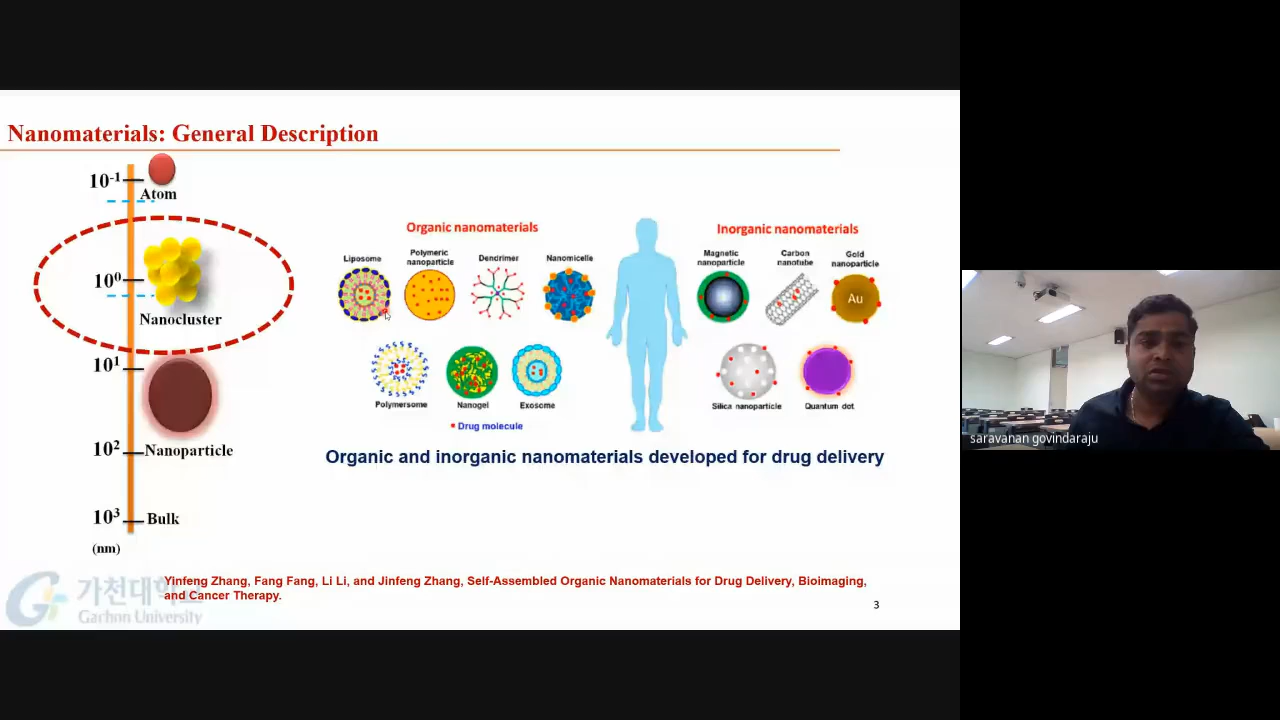 Nanomaterials: General Description
10-1
Atom
100
Nanocluster
101
Nanoparticle
102
103
Bulk
(nm)
Organic nanomaterials
Liposome
Polymeric
nanoparticle
Dendrimer
Nanomicelle
Polymersome
Nanogel
Exosome
Drug molecule
Inorganic nanomaterials
Magnetic
nanoparticle
Carbon
nanotube
Gold
nanoparticle
Au
Silica nanoparticle
Quantum dot
Organic and inorganic nanomaterials developed for drug delivery
Yinfeng Zhang, Fang Fang, Li Li, and Jinfeng Zhang, Self-Assembled Organic Nanomaterials for Drug Delivery, Bioimaging,
and Cancer Therapy.
가천대학교
Gachon University
3
saravanan govindaraju